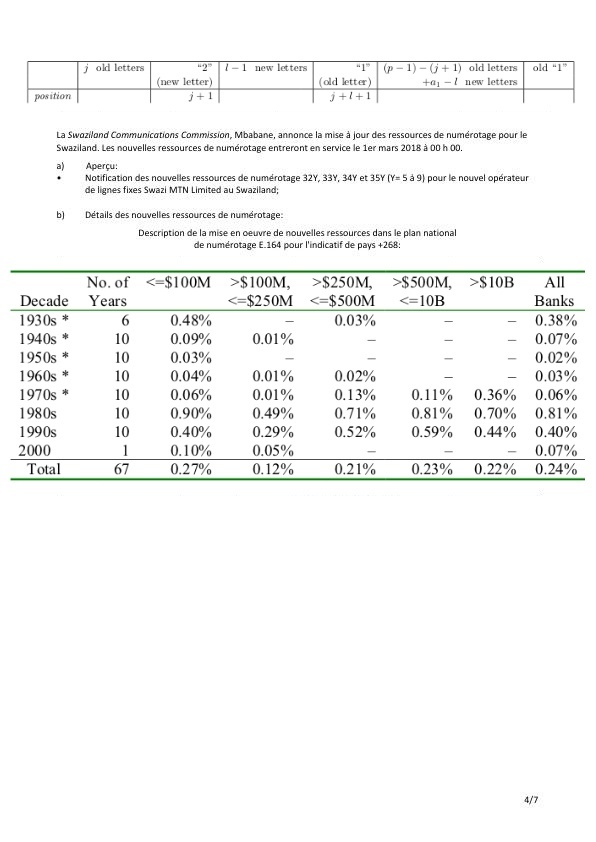 j old letters “2” l − 1 new letters “1” (p − 1) − (j + 1) old letters old “1”
(new letter) (old letter) +a₁ − l new letters
position j + 1 j + l + 1
La Swaziland Communications Commission, Mbabane, annonce la mise à jour des ressources de numérotage pour le
Swaziland. Les nouvelles ressources de numérotage entreront en service le 1er mars 2018 à 00 h 00.
a) Aperçu:
• Notification des nouvelles ressources de numérotage 32Y, 33Y, 34Y et 35Y (Y= 5 à 9) pour le nouvel opérateur
de lignes fixes Swazi MTN Limited au Swaziland;
b) Détails des nouvelles ressources de numérotage:
Description de la mise en oeuvre de nouvelles ressources dans le plan national
de numérotage E.164 pour l'indicatif de pays +268:
No. of <=$100M >$100M, >$250M, >$500M, >$10B All
Decade Years <=$250M <=$500M <=10B Banks
1930s * 6 0.48% – 0.03% – – 0.38%
1940s * 10 0.09% 0.01% – – – 0.07%
1950s * 10 0.03% – – – – 0.02%
1960s * 10 0.04% 0.01% 0.02% – – 0.03%
1970s * 10 0.06% 0.01% 0.13% 0.11% 0.36% 0.06%
1980s 10 0.90% 0.49% 0.71% 0.81% 0.70% 0.81%
1990s 10 0.40% 0.29% 0.52% 0.59% 0.44% 0.40%
2000 1 0.10% 0.05% – – – 0.07%
Total 67 0.27% 0.12% 0.21% 0.23% 0.22% 0.24%
4/7